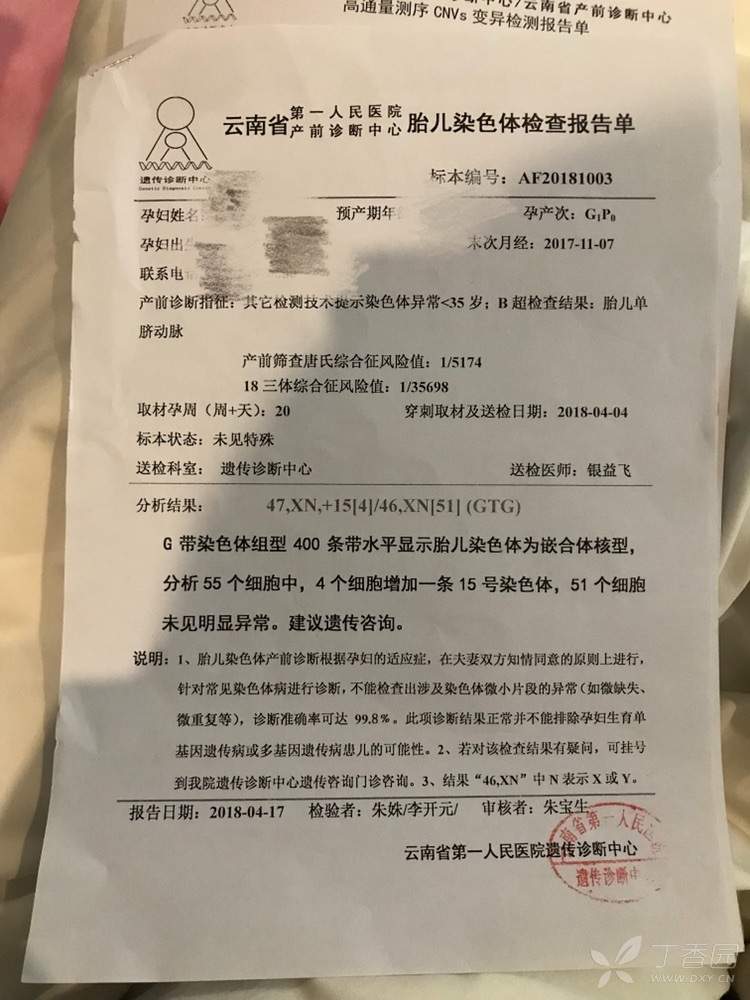 诊断中心/云南省产前诊断中心
高通量测序 CNVs 变异检测报告单
云南省第一人民医院产前诊断中心胎儿染色体检查报告单
遗传诊断中心
Genetic Diagnosis Center
标本编号：AF20181003
孕妇姓名
预产期年
孕产次：G₁P₀
孕妇出生
末次月经：2017-11-07
联系电
产前诊断指征：其它检测技术提示染色体异常<35 岁；B 超检查结果：胎儿单
脐动脉
产前筛查唐氏综合征风险值：1/5174
18 三体综合征风险值：1/35698
取材孕周（周+天）：20
穿刺取材及送检日期：2018-04-04
标本状态：未见特殊
送检科室： 遗传诊断中心
送检医师：银益飞
分析结果：
47,XN,+15[4]/46,XN[51] (GTG)
G 带染色体组型 400 条带水平显示胎儿染色体为嵌合体核型，
分析 55 个细胞中，4 个细胞增加一条 15 号染色体，51 个细胞
未见明显异常。建议遗传咨询。
说明：1、胎儿染色体产前诊断根据孕妇的适应症，在夫妻双方知情同意的原则上进行，
针对常见染色体病进行诊断，不能检查出涉及染色体微小片段的异常（如微缺失、
微重复等），诊断准确率可达 99.8%。此项诊断结果正常并不能排除孕妇生育单
基因遗传病或多基因遗传病患儿的可能性。2、若对该检查结果有疑问，可挂号
到我院遗传诊断中心遗传咨询门诊咨询。3、结果“46,XN”中 N 表示 X 或 Y。
报告日期：2018-04-17 检验者：朱姝/李开元/ 审核者：朱宝生
云南省第一人民医院遗传诊断中心
南省第一人民医
遗传诊断中
丁香园
WWW.DXY.CN